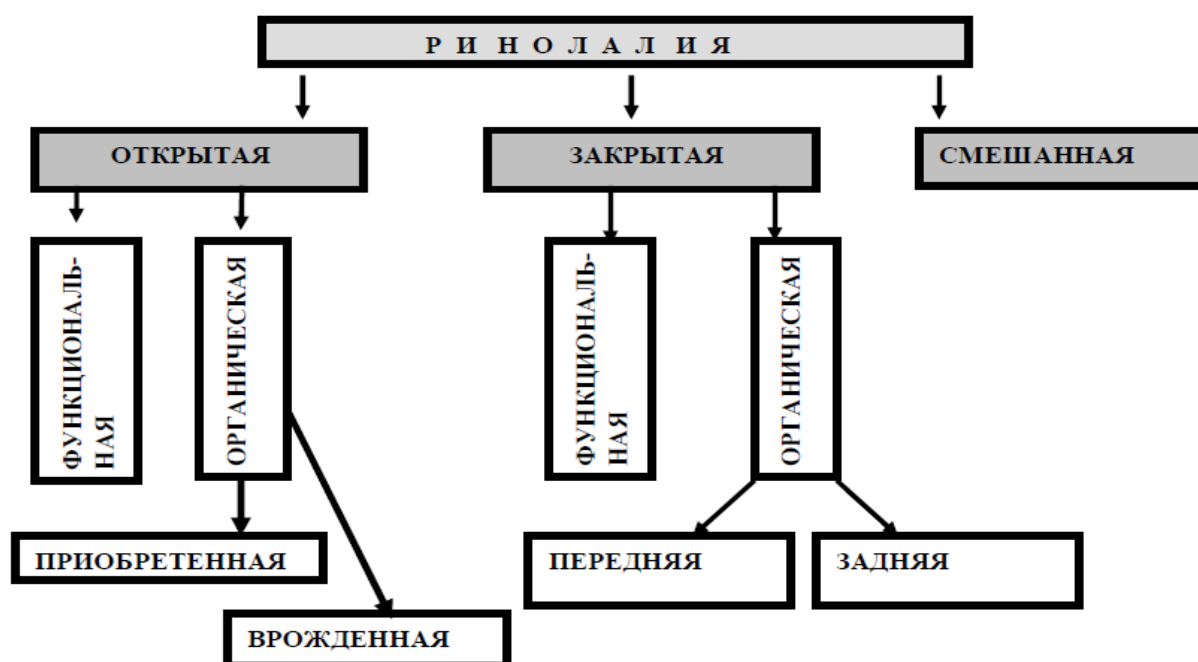 Р И Н О Л А Л И Я
ОТКРЫТАЯ
ЗАКРЫТАЯ
СМЕШАННАЯ
ФУНКЦИОНАЛЬ-
НАЯ
ОРГАНИЧЕСКАЯ
ФУНКЦИОНАЛЬ-
НАЯ
ОРГАНИЧЕСКАЯ
ПРИОБРЕТЕННАЯ
ПЕРЕДНЯЯ
ЗАДНЯЯ
ВРОЖДЕННАЯ